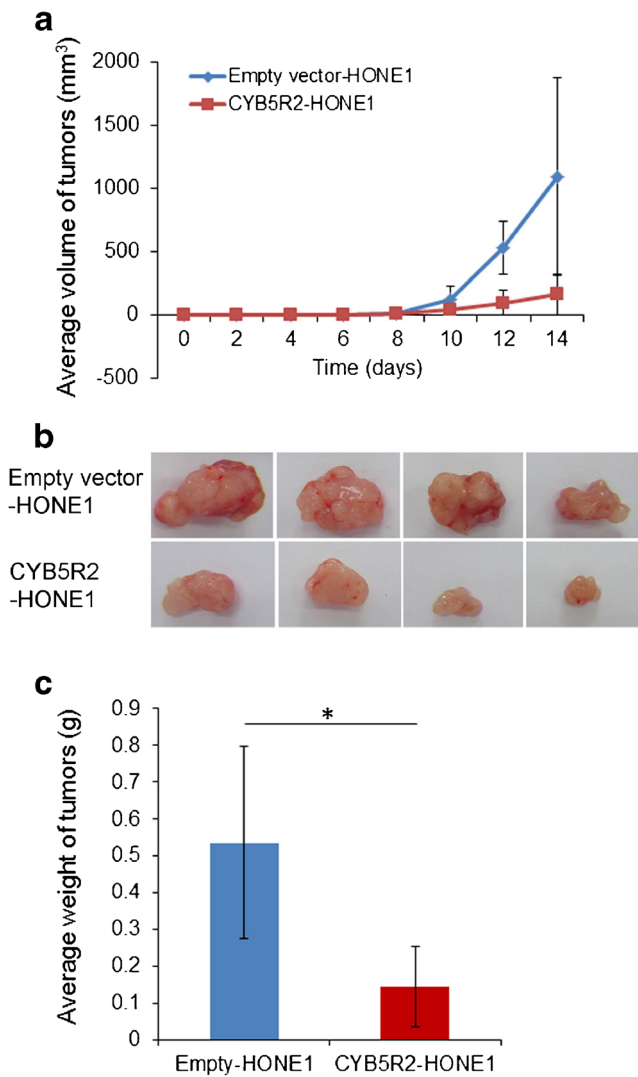 a
Average volume of tumors (mm³)
2000
1500
1000
500
0
-500
Empty vector-HONE1
CYB5R2-HONE1
0 2 4 6 8 10 12 14
Time (days)
b
Empty vector
-HONE1
CYB5R2
-HONE1
c
Average weight of tumors (g)
0.9
0.8
0.7
0.6
0.5
0.4
0.3
0.2
0.1
0
*
Empty-HONE1 CYB5R2-HONE1